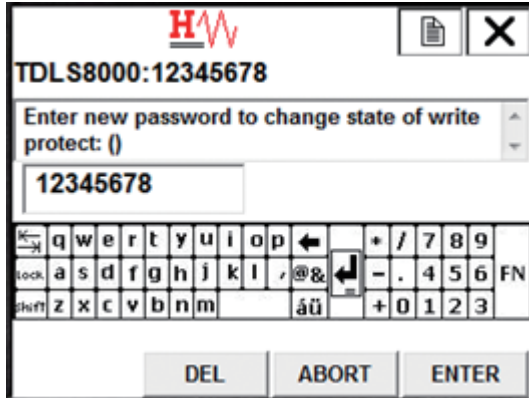 H
TDLS8000:12345678
Enter new password to change state of write
protect: ()
12345678
q w e r t y u i o p * / 7 8 9
Lock a s d f g h j k l , @& - . 4 5 6 FN
Shift z x c v b n m áü + 0 1 2 3
DEL ABORT ENTER